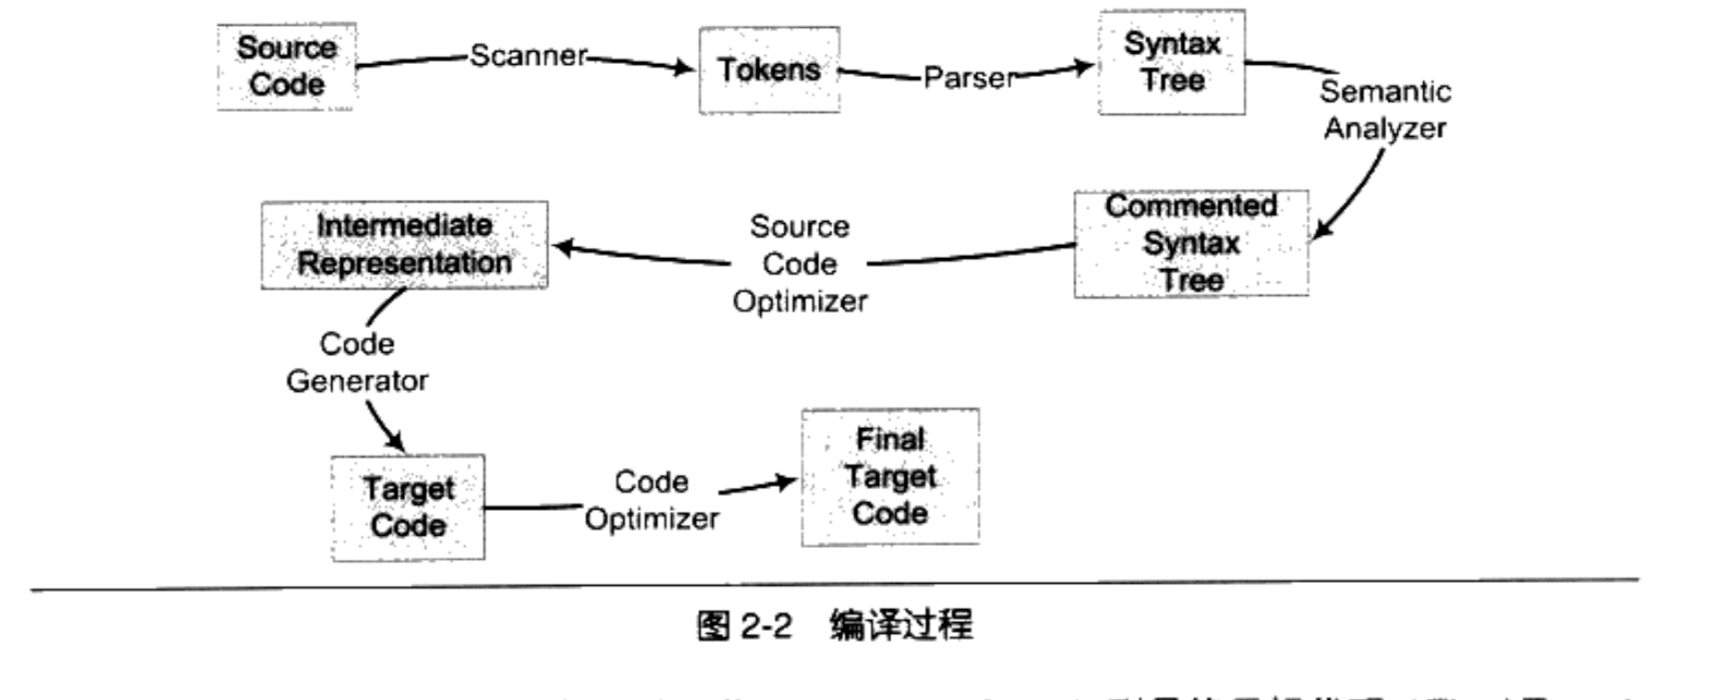 Source
Code
Scanner
Tokens
Parser
Syntax
Tree
Semantic
Analyzer
Commented
Syntax
Tree
Source
Code
Optimizer
Intermediate
Representation
Code
Generator
Target
Code
Code
Optimizer
Final
Target
Code
图 2-2 编译过程